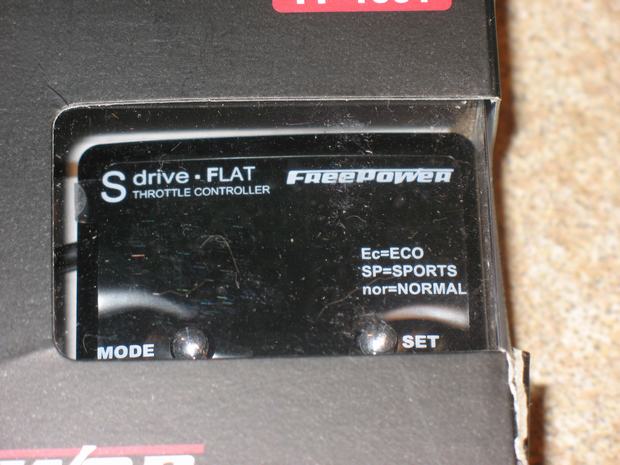 S drive · FLAT
THROTTLE CONTROLLER
FREEPOWER
Ec=ECO
SP=SPORTS
nor=NORMAL
MODE
SET